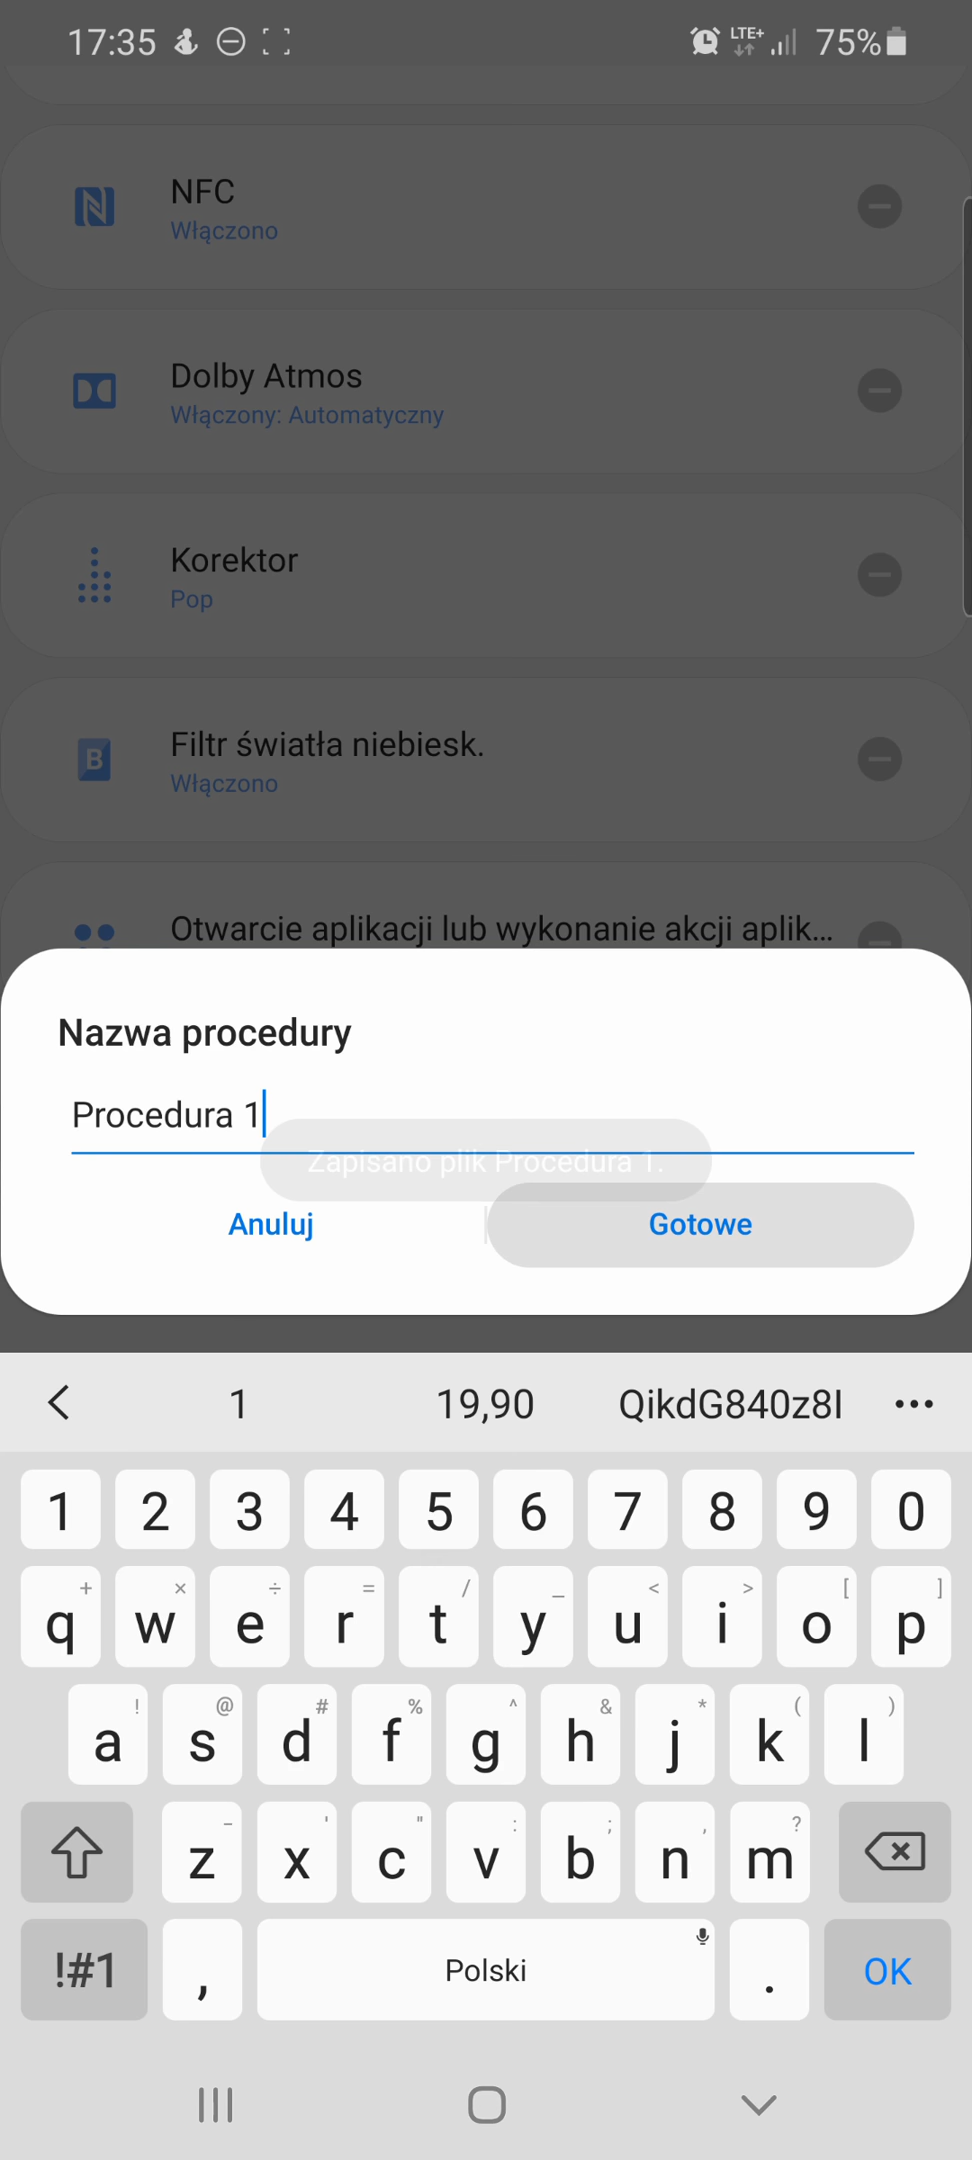 17:35 LTE+ 75%
NFC
Włączono
Dolby Atmos
Włączony: Automatyczny
Korektor
Pop
B
Filtr światła niebiesk.
Włączono
Otwarcie aplikacji lub wykonanie akcji aplik...
Nazwa procedury
Procedura 1
Zapisano plik Procedura 1.
Anuluj Gotowe
1 19,90 QikdG840z8I ...
1 2 3 4 5 6 7 8 9 0
+ × ÷ = / _ < > [ ]
q w e r t y u i o p
! @ # % ^ & * ( )
a s d f g h j k l
- ' " : ; , ?
z x c v b n m
!#1 , Polski . OK